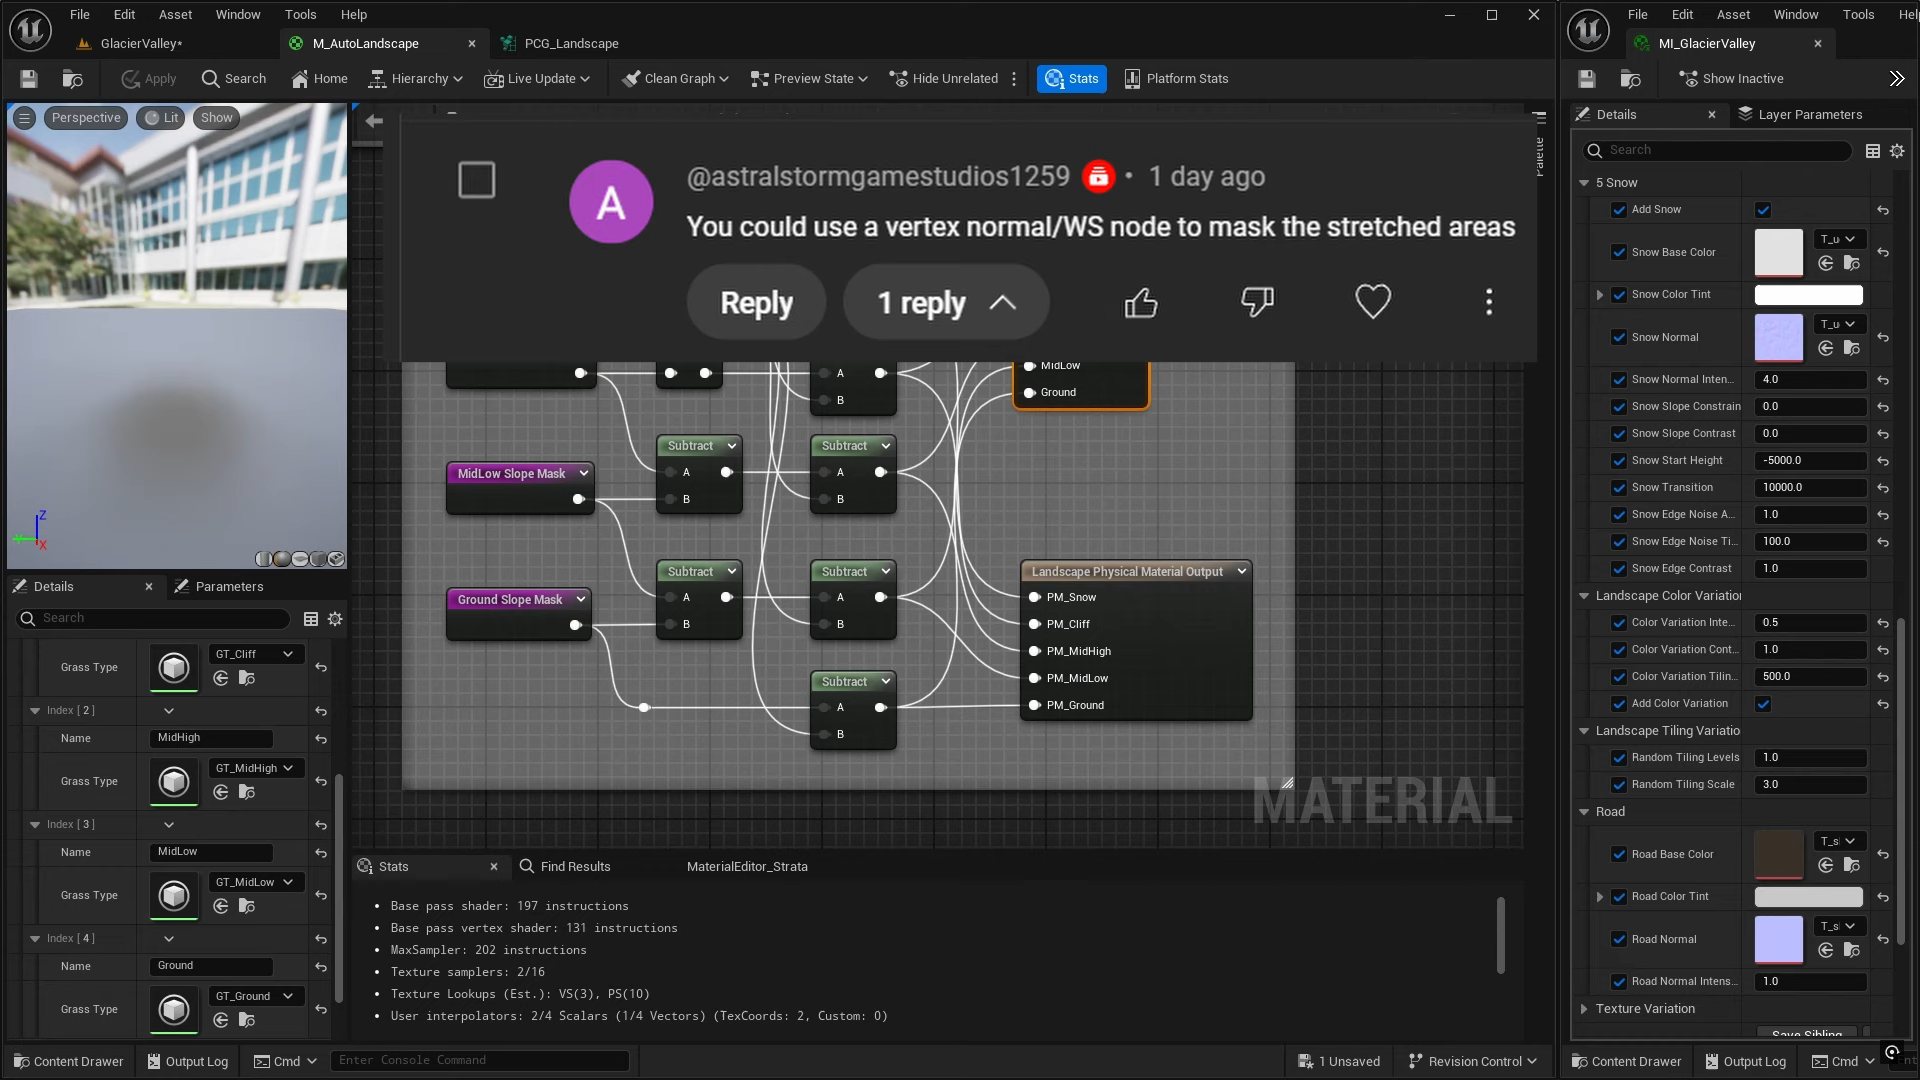 File Edit Asset Window Tools Help
File Edit Asset Window Tools
GlacierValley* M_AutoLandscape PCG_Landscape
MI_GlacierValley
Apply Search Home Hierarchy Live Update Clean Graph Preview State Hide Unrelated Stats Platform Stats
Show Inactive
Perspective Lit Show
@astralstormgamestudios1259 • 1 day ago
You could use a vertex normal/WS node to mask the stretched areas
Reply 1 reply
Palette
MidLow
Ground
A
B
Subtract
A
B
Subtract
A
B
MidLow Slope Mask
Subtract
A
B
Subtract
A
B
Ground Slope Mask
Subtract
A
B
Landscape Physical Material Output
PM_Snow
PM_Cliff
PM_MidHigh
PM_MidLow
PM_Ground
MATERIAL
Z
X
Details Parameters
Search
Grass Type GT_Cliff
Index [ 2 ]
Name MidHigh
Grass Type GT_MidHigh
Index [ 3 ]
Name MidLow
Grass Type GT_MidLow
Index [ 4 ]
Name Ground
Grass Type GT_Ground
Stats Find Results MaterialEditor_Strata
• Base pass shader: 197 instructions
• Base pass vertex shader: 131 instructions
• MaxSampler: 202 instructions
• Texture samplers: 2/16
• Texture Lookups (Est.): VS(3), PS(10)
• User interpolators: 2/4 Scalars (1/4 Vectors) (TexCoords: 2, Custom: 0)
Content Drawer Output Log Cmd Enter Console Command 1 Unsaved Revision Control
Details Layer Parameters
Search
5 Snow
Add Snow
Snow Base Color
Snow Color Tint
Snow Normal
Snow Normal Inten... 4.0
Snow Slope Constrain 0.0
Snow Slope Contrast 0.0
Snow Start Height -5000.0
Snow Transition 10000.0
Snow Edge Noise A... 1.0
Snow Edge Noise Ti... 100.0
Snow Edge Contrast 1.0
Landscape Color Variation
Color Variation Inte... 0.5
Color Variation Cont... 1.0
Color Variation Tilin... 500.0
Add Color Variation
Landscape Tiling Variatio
Random Tiling Levels 1.0
Random Tiling Scale 3.0
Road
Road Base Color
Road Color Tint
Road Normal
Road Normal Intens... 1.0
Texture Variation
Save Sibling
Content Drawer Output Log Cmd